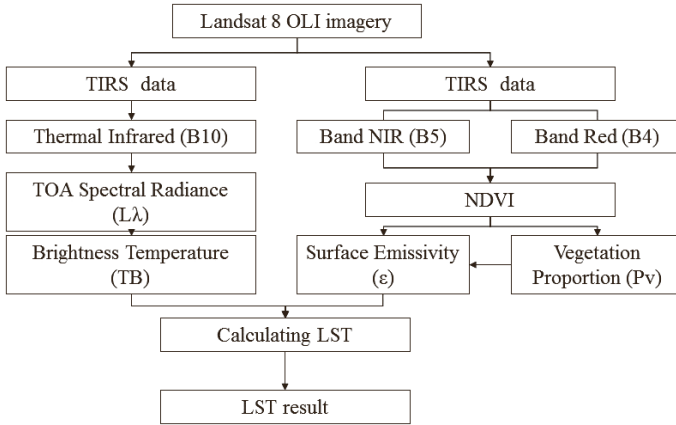 Landsat 8 OLI imagery
TIRS data
TIRS data
Thermal Infrared (B10)
Band NIR (B5)
Band Red (B4)
TOA Spectral Radiance
(Lλ)
NDVI
Brightness Temperature
(TB)
Surface Emissivity
(ε)
Vegetation
Proportion (Pv)
Calculating LST
LST result